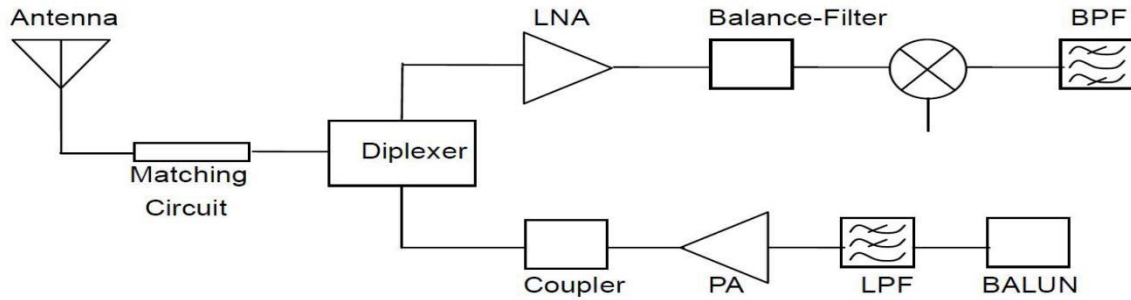 Antenna
LNA
Balance-Filter
BPF
Diplexer
Matching
Circuit
Coupler
PA
LPF
BALUN